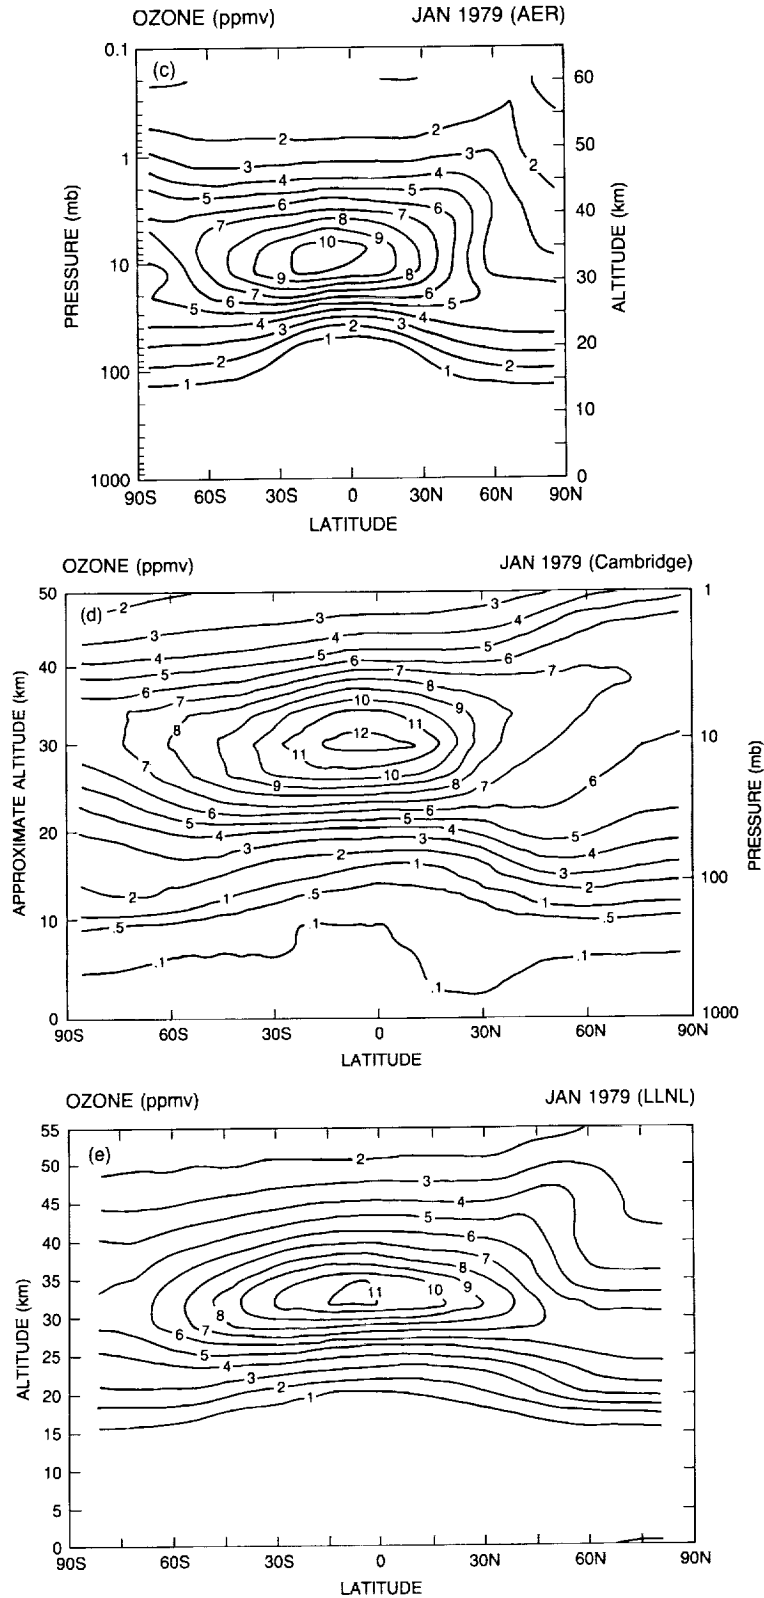 OZONE (ppmv) JAN 1979 (AER)
(c)
0.1
1
10
100
1000
PRESSURE (mb)
60
50
40
30
20
10
0
ALTITUDE (km)
2
2
2
3 3
4 4
5 5
6 6
7 7
8
9
10
9
8
7
6 6
5 5
4 4
3 3
2
1
2 2
1 1
90S 60S 30S 0 30N 60N 90N
LATITUDE
OZONE (ppmv) JAN 1979 (Cambridge)
(d)
50
40
30
20
10
0
APPROXIMATE ALTITUDE (km)
1
10
100
1000
PRESSURE (mb)
2 3 3
3 4 4
4 5 5
5 6 6
6 7 7
7 8
8 9
10
11
12
11
10
9 8 7
7 6
6 6
5 5 5
4 4 4
3 3 3
2 2 2
1 1 1
.5 .5 .5
.1
.1 .1
.1
90S 60S 30S 0 30N 60N 90N
LATITUDE
OZONE (ppmv) JAN 1979 (LLNL)
(e)
55
50
45
40
35
30
25
20
15
10
5
0
ALTITUDE (km)
2
3
4
5
6
7
8
9
10
11
8
7
6
5
4
3
2
1
90S 60S 30S 0 30N 60N 90N
LATITUDE